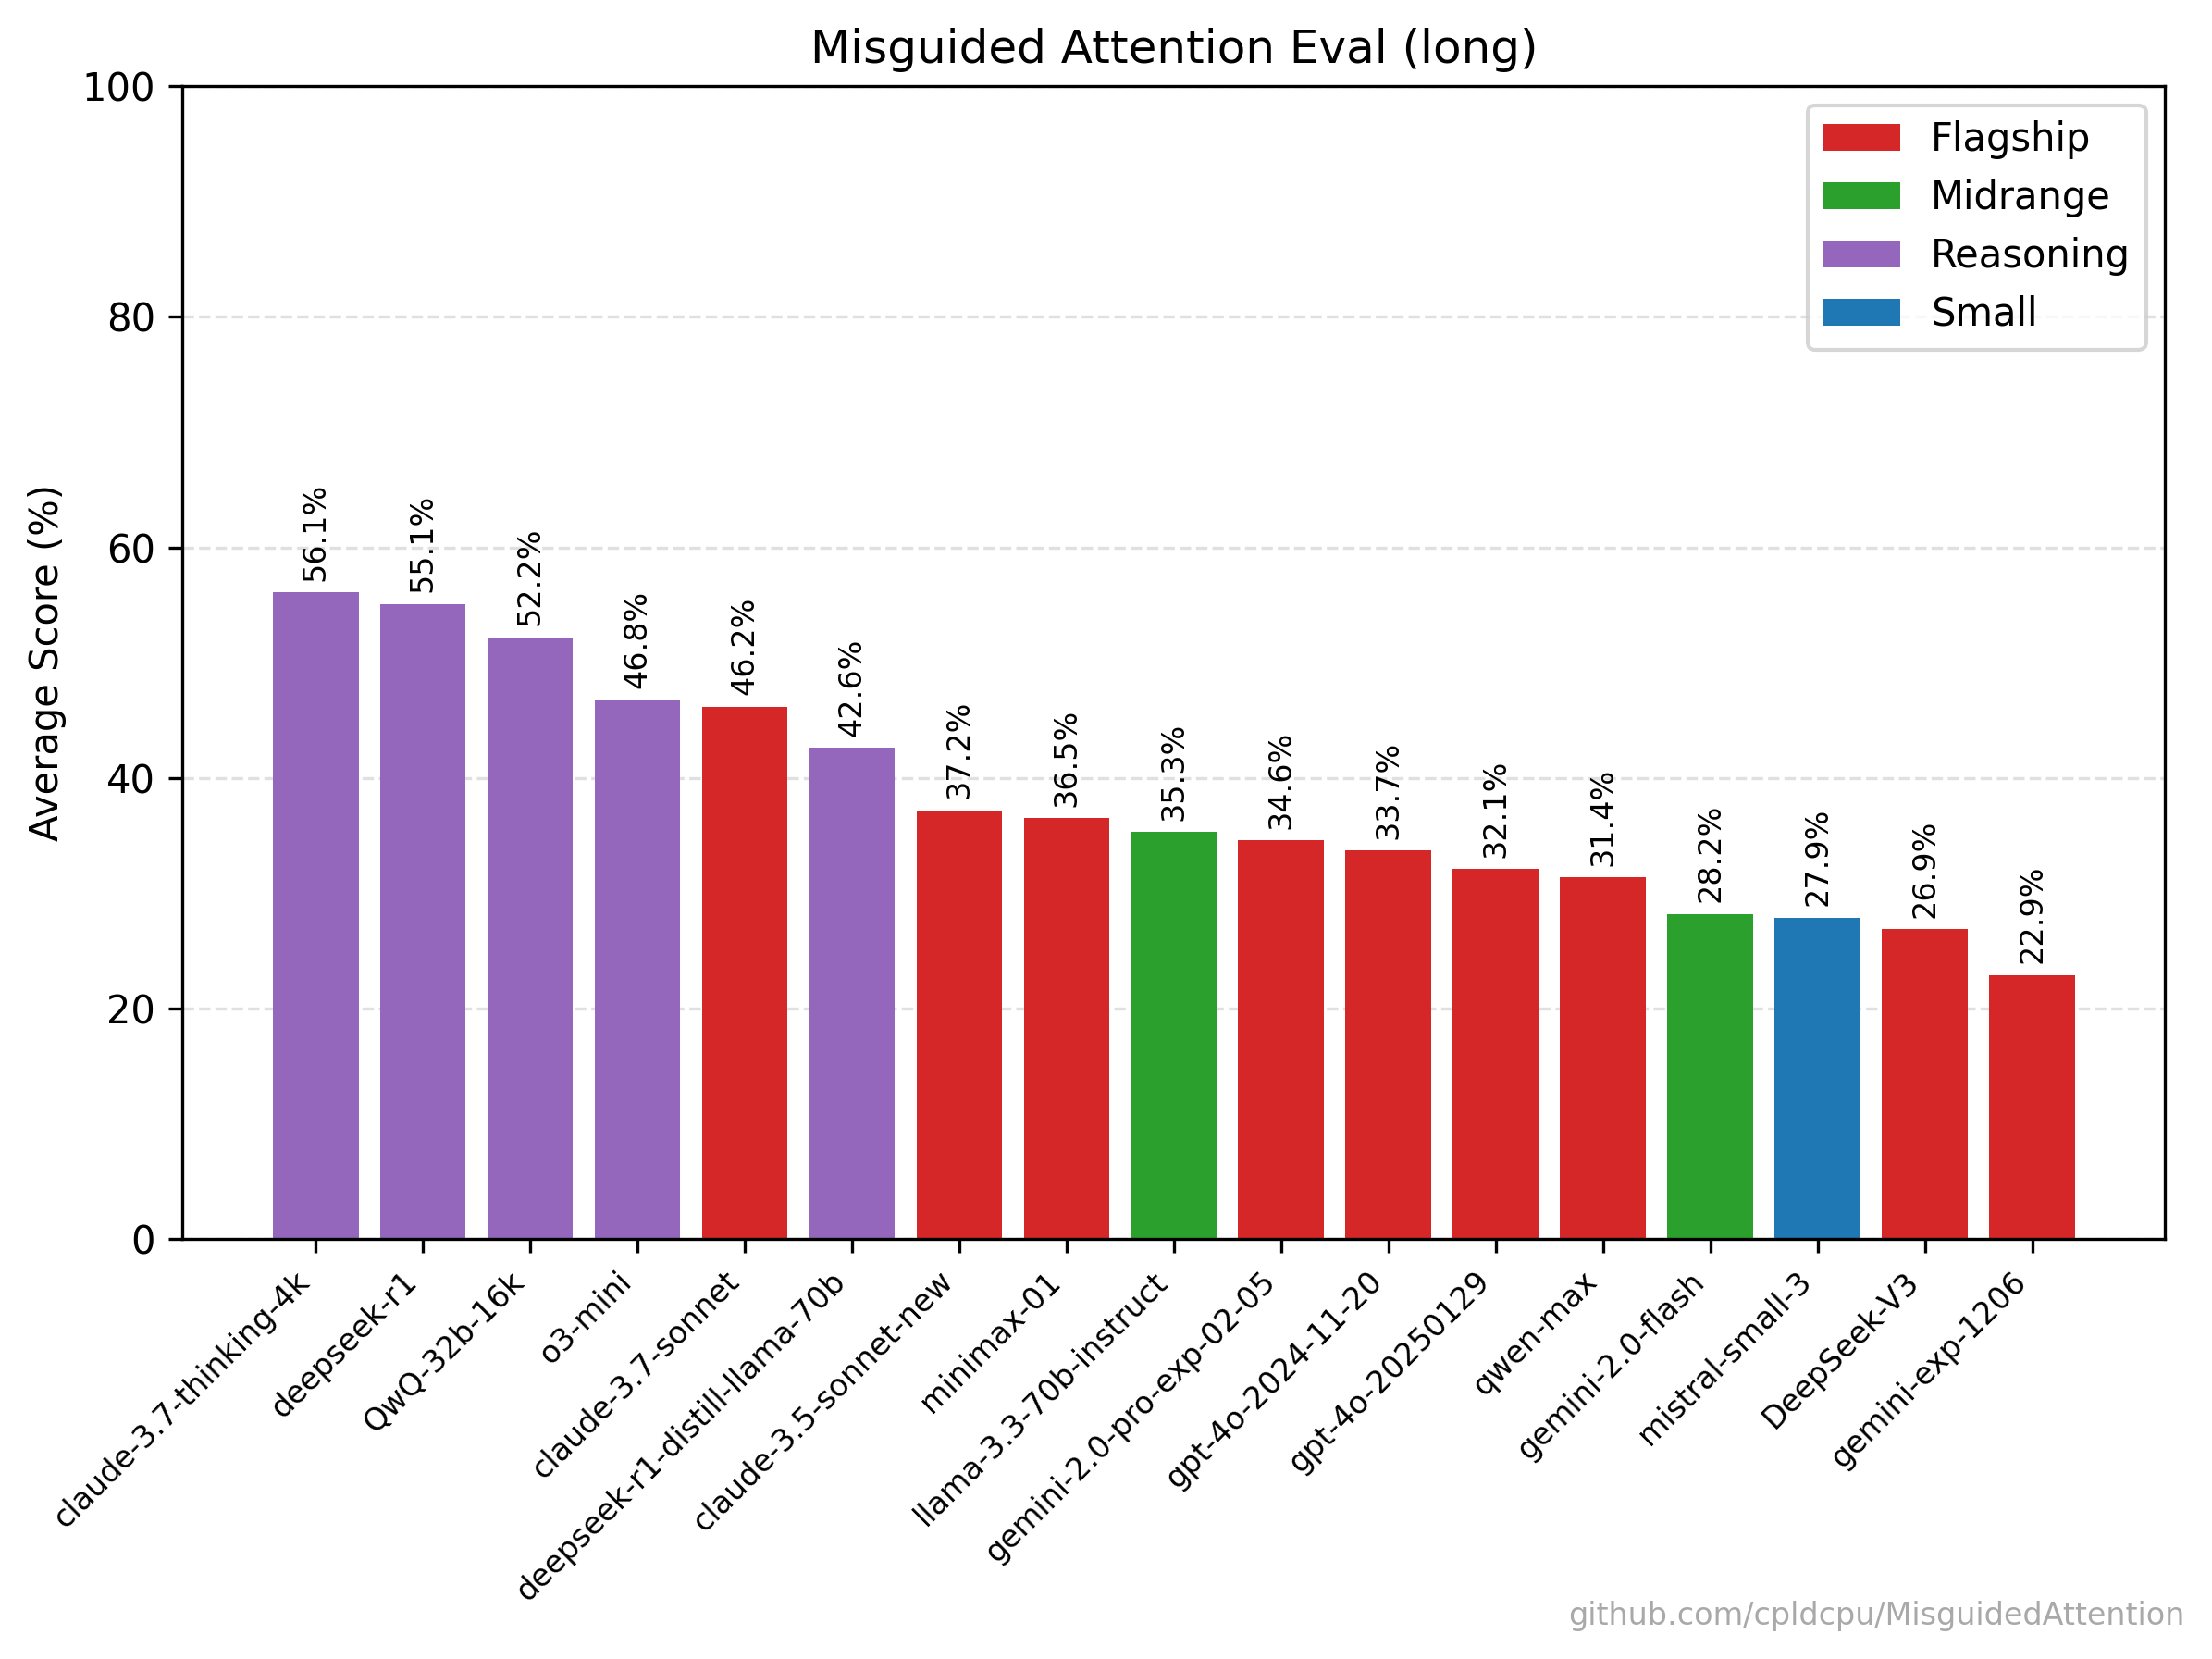 Misguided Attention Eval (long)
Average Score (%)
100
80
60
40
20
0
Flagship
Midrange
Reasoning
Small
56.1%
55.1%
52.2%
46.8%
46.2%
42.6%
37.2%
36.5%
35.3%
34.6%
33.7%
32.1%
31.4%
28.2%
27.9%
26.9%
22.9%
claude-3.7-thinking-4k
deepseek-r1
QwQ-32b-16k
o3-mini
claude-3.7-sonnet
deepseek-r1-distill-llama-70b
claude-3.5-sonnet-new
minimax-01
llama-3.3-70b-instruct
gemini-2.0-pro-exp-02-05
gpt-4o-2024-11-20
gpt-4o-20250129
qwen-max
gemini-2.0-flash
mistral-small-3
DeepSeek-V3
gemini-exp-1206
github.com/cpldcpu/MisguidedAttention